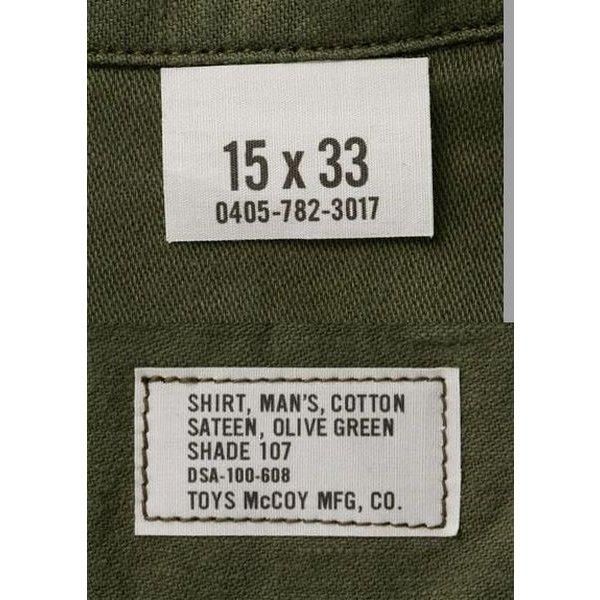 15 x 33
0405-782-3017
SHIRT, MAN'S, COTTON
SATEEN, OLIVE GREEN
SHADE 107
DSA-100-608
TOYS McCOY MFG, CO.